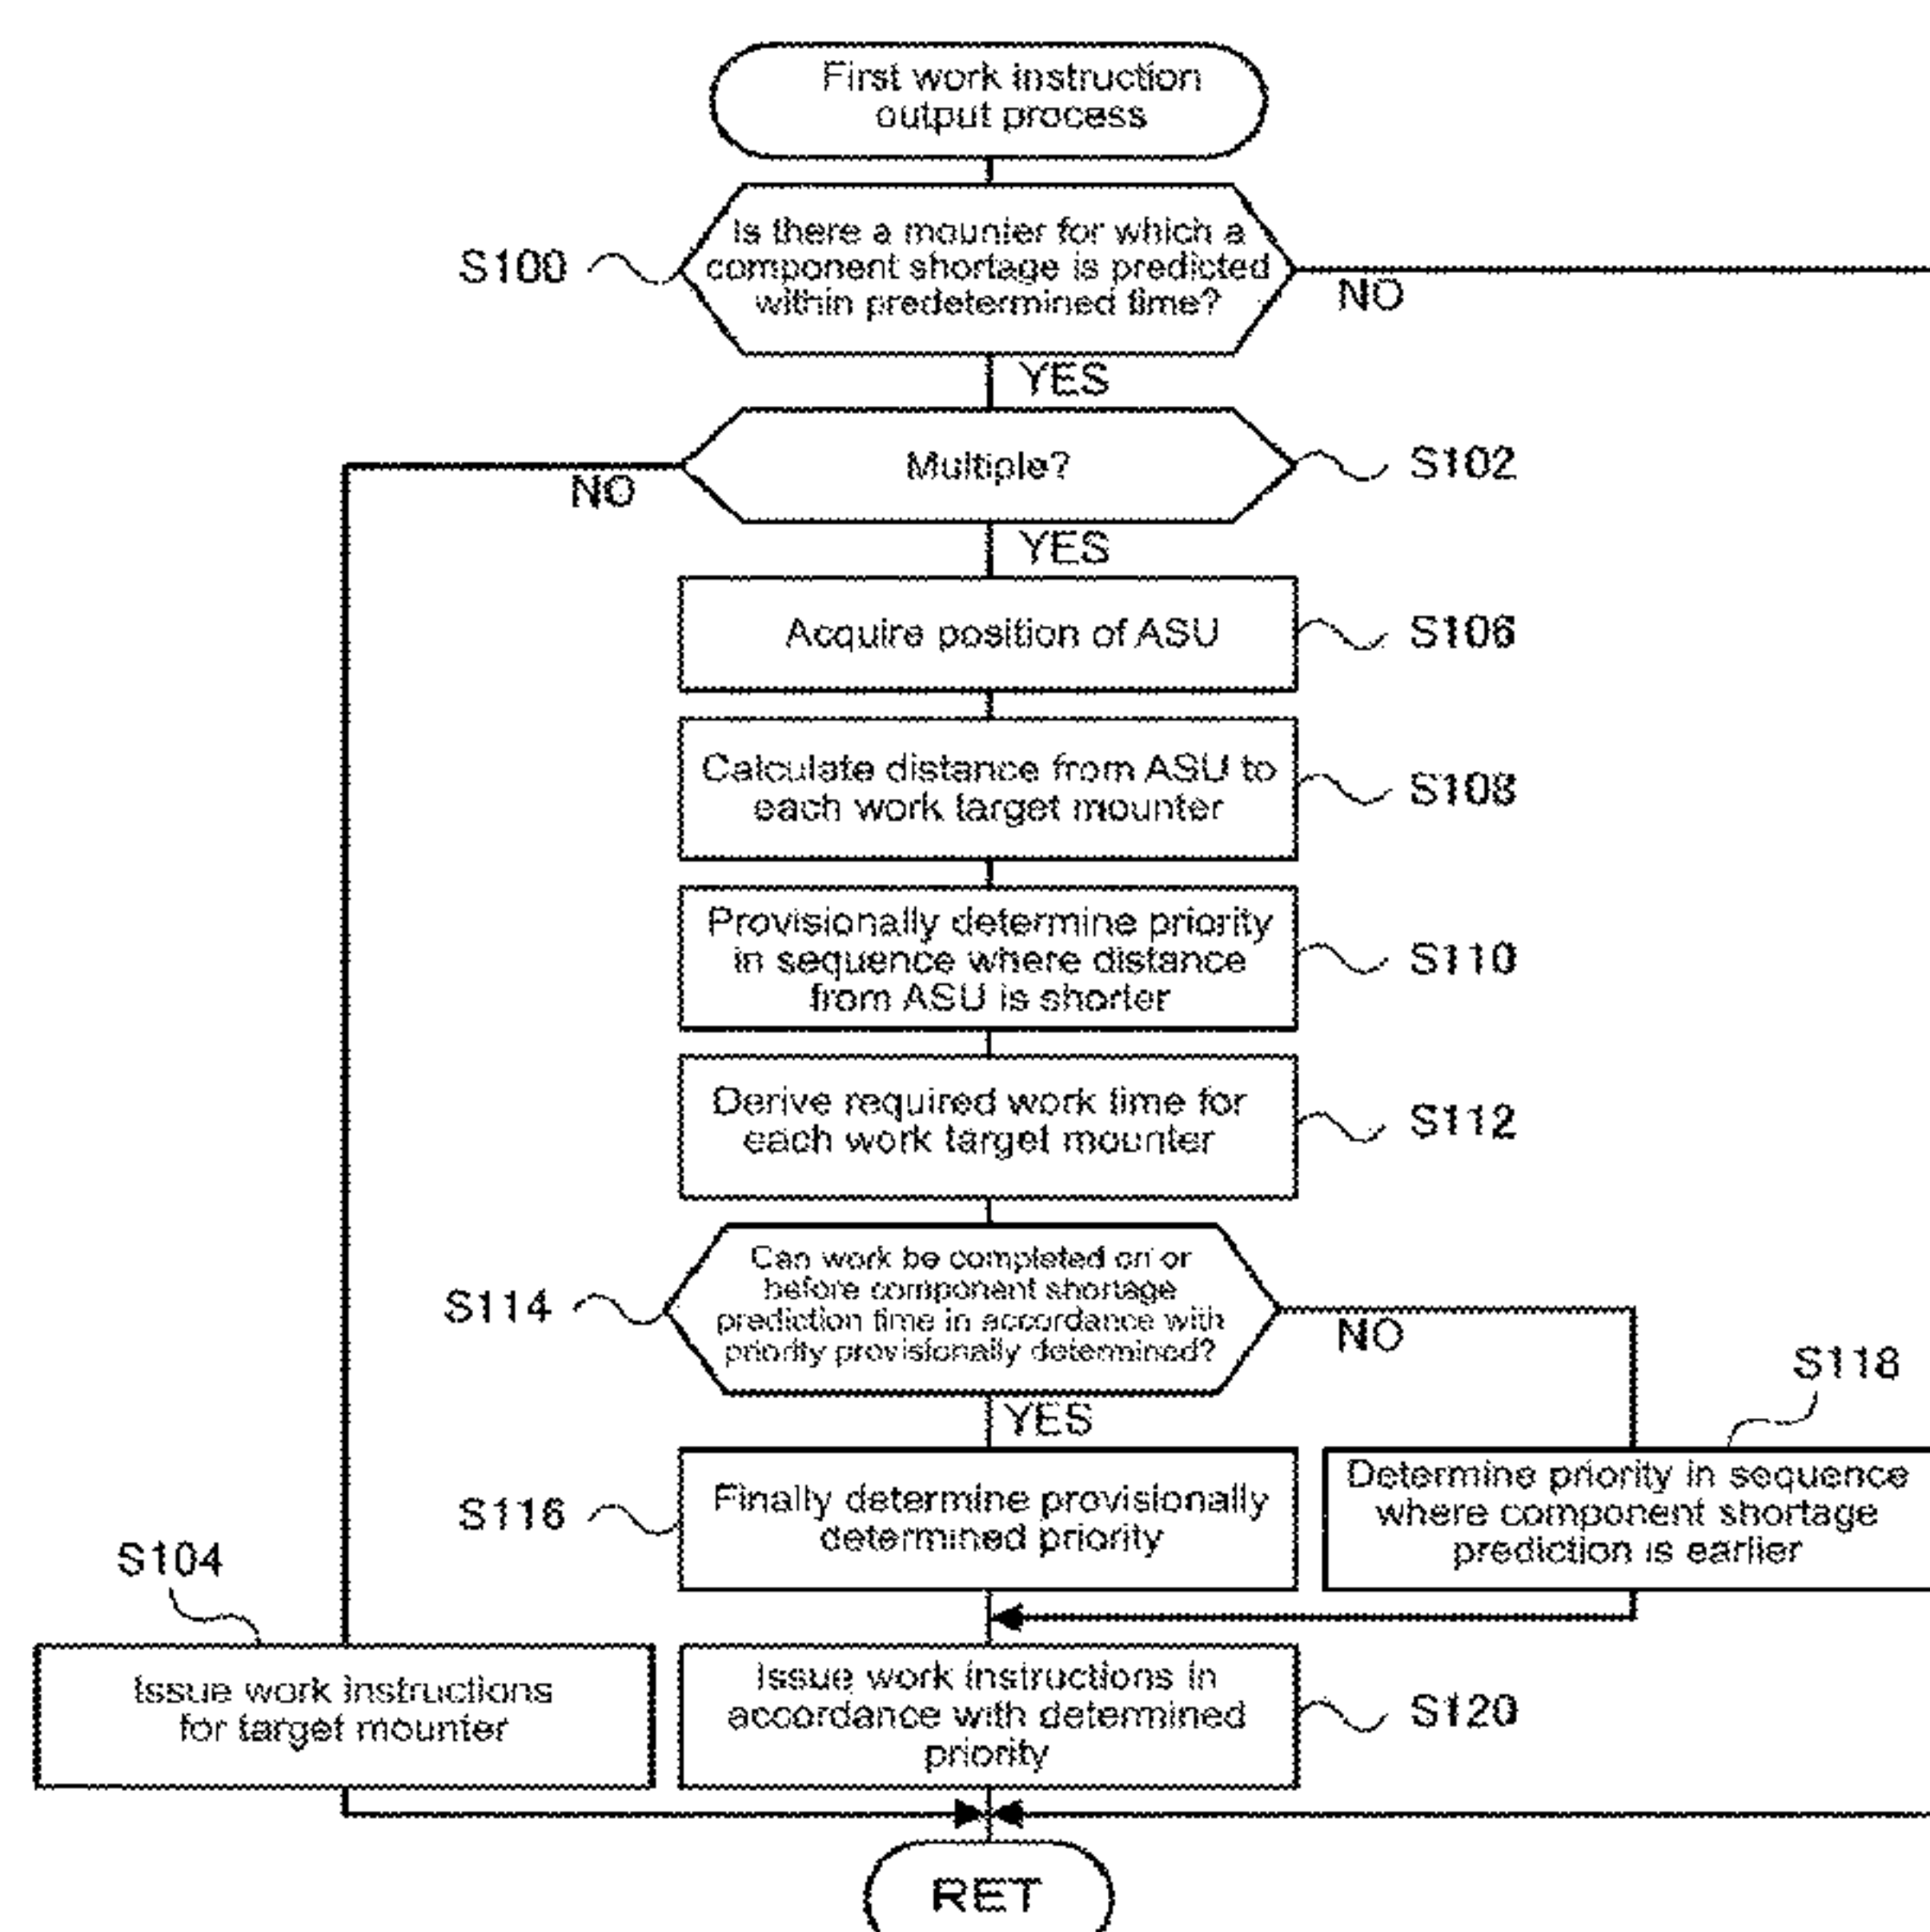 First work instruction
output process
S100
Is there a mounter for which a
component shortage is predicted
within predetermined time?
NO
YES
Multiple?
S102
NO
YES
Acquire position of ASU
S106
Calculate distance from ASU to
each work target mounter
S108
Provisionally determine priority
in sequence where distance
from ASU is shorter
S110
Derive required work time for
each work target mounter
S112
S114
Can work be completed on or
before component shortage
prediction time in accordance with
priority provisionally determined?
NO
YES
S118
S116
Finally determine provisionally
determined priority
Determine priority in sequence
where component shortage
prediction is earlier
S104
Issue work instructions
for target mounter
Issue work instructions in
accordance with determined
priority
S120
RET